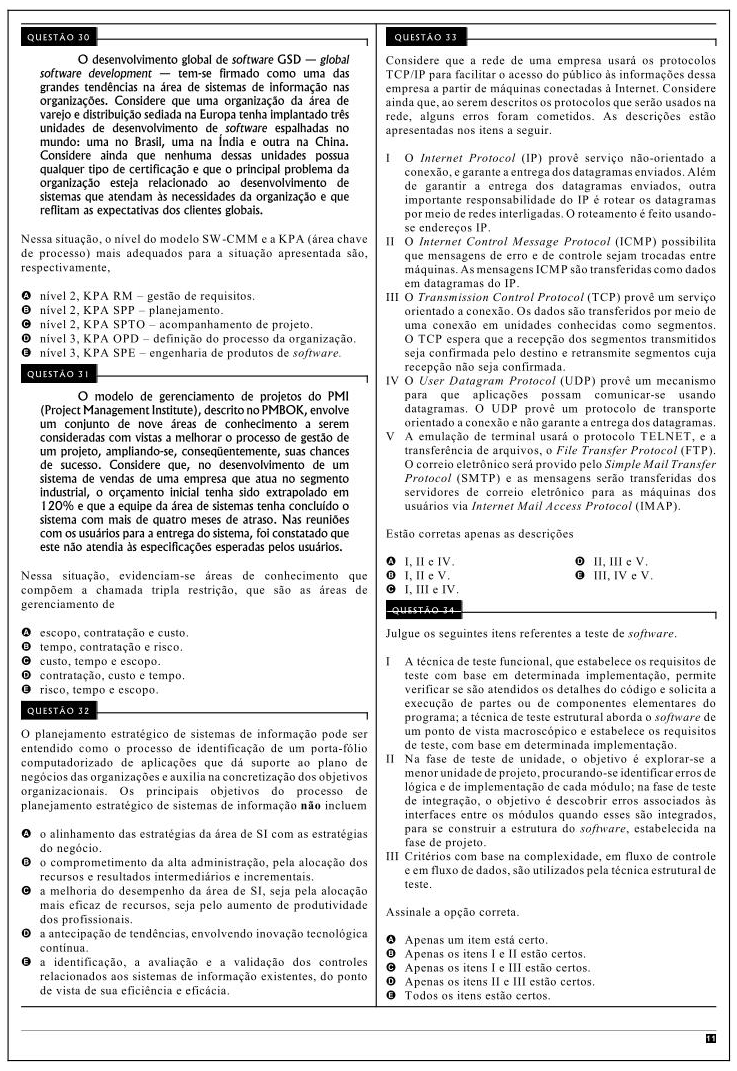 QUESTÃO 30
O desenvolvimento global de software GSD — global
software development — tem-se firmado como uma das
grandes tendências na área de sistemas de informação nas
organizações. Considere que uma organização da área de
varejo e distribuição sediada na Europa tenha implantado três
unidades de desenvolvimento de software espalhadas no
mundo: uma no Brasil, uma na Índia e outra na China.
Considere ainda que nenhuma dessas unidades possua
qualquer tipo de certificação e que o principal problema da
organização esteja relacionado ao desenvolvimento de
sistemas que atendam às necessidades da organização e que
reflitam as expectativas dos clientes globais.
Nessa situação, o nível do modelo SW-CMM e a KPA (área chave
de processo) mais adequados para a situação apresentada são,
respectivamente,
A nível 2, KPA RM – gestão de requisitos.
B nível 2, KPA SPP – planejamento.
C nível 2, KPA SPTO – acompanhamento de projeto.
D nível 3, KPA OPD – definição do processo da organização.
E nível 3, KPA SPE – engenharia de produtos de software.
QUESTÃO 31
O modelo de gerenciamento de projetos do PMI
(Project Management Institute), descrito no PMBOK, envolve
um conjunto de nove áreas de conhecimento a serem
consideradas com vistas a melhorar o processo de gestão de
um projeto, ampliando-se, conseqüentemente, suas chances
de sucesso. Considere que, no desenvolvimento de um
sistema de vendas de uma empresa que atua no segmento
industrial, o orçamento inicial tenha sido extrapolado em
120% e que a equipe da área de sistemas tenha concluído o
sistema com mais de quatro meses de atraso. Nas reuniões
com os usuários para a entrega do sistema, foi constatado que
este não atendia às especificações esperadas pelos usuários.
Nessa situação, evidenciam-se áreas de conhecimento que
compõem a chamada tripla restrição, que são as áreas de
gerenciamento de
A escopo, contratação e custo.
B tempo, contratação e risco.
C custo, tempo e escopo.
D contratação, custo e tempo.
E risco, tempo e escopo.
QUESTÃO 32
O planejamento estratégico de sistemas de informação pode ser
entendido como o processo de identificação de um porta-fólio
computadorizado de aplicações que dá suporte ao plano de
negócios das organizações e auxilia na concretização dos objetivos
organizacionais. Os principais objetivos do processo de
planejamento estratégico de sistemas de informação não incluem
A o alinhamento das estratégias da área de SI com as estratégias
do negócio.
B o comprometimento da alta administração, pela alocação dos
recursos e resultados intermediários e incrementais.
C a melhoria do desempenho da área de SI, seja pela alocação
mais eficaz de recursos, seja pelo aumento de produtividade
dos profissionais.
D a antecipação de tendências, envolvendo inovação tecnológica
contínua.
E a identificação, a avaliação e a validação dos controles
relacionados aos sistemas de informação existentes, do ponto
de vista de sua eficiência e eficácia.
QUESTÃO 33
Considere que a rede de uma empresa usará os protocolos
TCP/IP para facilitar o acesso do público às informações dessa
empresa a partir de máquinas conectadas à Internet. Considere
ainda que, ao serem descritos os protocolos que serão usados na
rede, alguns erros foram cometidos. As descrições estão
apresentadas nos itens a seguir.
I O Internet Protocol (IP) provê serviço não-orientado a
conexão, e garante a entrega dos datagramas enviados. Além
de garantir a entrega dos datagramas enviados, outra
importante responsabilidade do IP é rotear os datagramas
por meio de redes interligadas. O roteamento é feito usando-
se endereços IP.
II O Internet Control Message Protocol (ICMP) possibilita
que mensagens de erro e de controle sejam trocadas entre
máquinas. As mensagens ICMP são transferidas como dados
em datagramas do IP.
III O Transmission Control Protocol (TCP) provê um serviço
orientado a conexão. Os dados são transferidos por meio de
uma conexão em unidades conhecidas como segmentos.
O TCP espera que a recepção dos segmentos transmitidos
seja confirmada pelo destino e retransmite segmentos cuja
recepção não seja confirmada.
IV O User Datagram Protocol (UDP) provê um mecanismo
para que aplicações possam comunicar-se usando
datagramas. O UDP provê um protocolo de transporte
orientado a conexão e não garante a entrega dos datagramas.
V A emulação de terminal usará o protocolo TELNET, e a
transferência de arquivos, o File Transfer Protocol (FTP).
O correio eletrônico será provido pelo Simple Mail Transfer
Protocol (SMTP) e as mensagens serão transferidas dos
servidores de correio eletrônico para as máquinas dos
usuários via Internet Mail Access Protocol (IMAP).
Estão corretas apenas as descrições
A I, II e IV.
B I, II e V.
C I, III e IV.
D II, III e V.
E III, IV e V.
QUESTÃO 34
Julgue os seguintes itens referentes a teste de software.
I A técnica de teste funcional, que estabelece os requisitos de
teste com base em determinada implementação, permite
verificar se são atendidos os detalhes do código e solicita a
execução de partes ou de componentes elementares do
programa; a técnica de teste estrutural aborda o software de
um ponto de vista macroscópico e estabelece os requisitos
de teste, com base em determinada implementação.
II Na fase de teste de unidade, o objetivo é explorar-se a
menor unidade de projeto, procurando-se identificar erros de
lógica e de implementação de cada módulo; na fase de teste
de integração, o objetivo é descobrir erros associados às
interfaces entre os módulos quando esses são integrados,
para se construir a estrutura do software, estabelecida na
fase de projeto.
III Critérios com base na complexidade, em fluxo de controle
e em fluxo de dados, são utilizados pela técnica estrutural de
teste.
Assinale a opção correta.
A Apenas um item está certo.
B Apenas os itens I e II estão certos.
C Apenas os itens I e III estão certos.
D Apenas os itens II e III estão certos.
E Todos os itens estão certos.
11